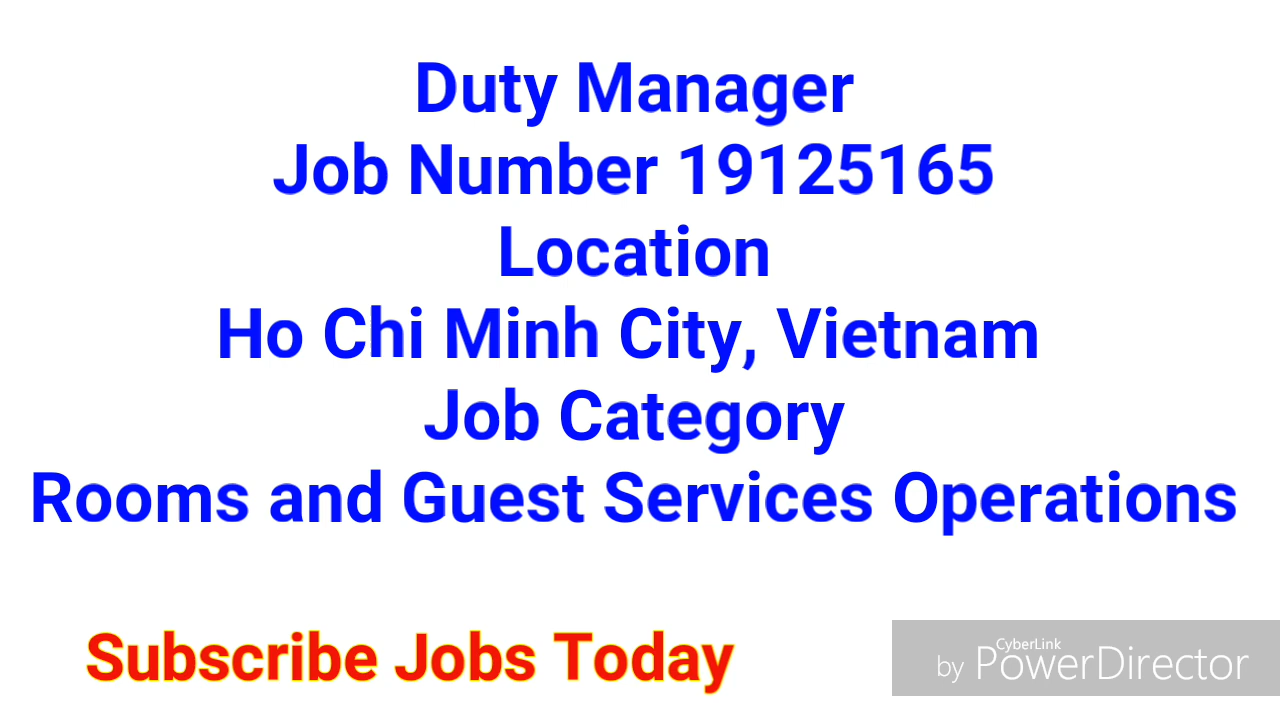 Duty Manager
Job Number 19125165
Location
Ho Chi Minh City, Vietnam
Job Category
Rooms and Guest Services Operations
Subscribe Jobs Today
CyberLink
by PowerDirector